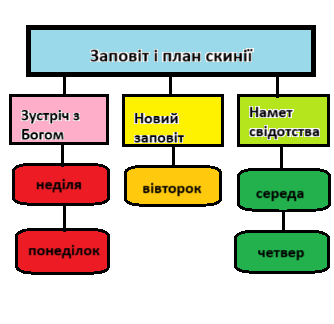 Заповіт і план скинії
Зустріч з
Богом
Новий
заповіт
Намет
свідотства
неділя
вівторок
середа
понеділок
четвер